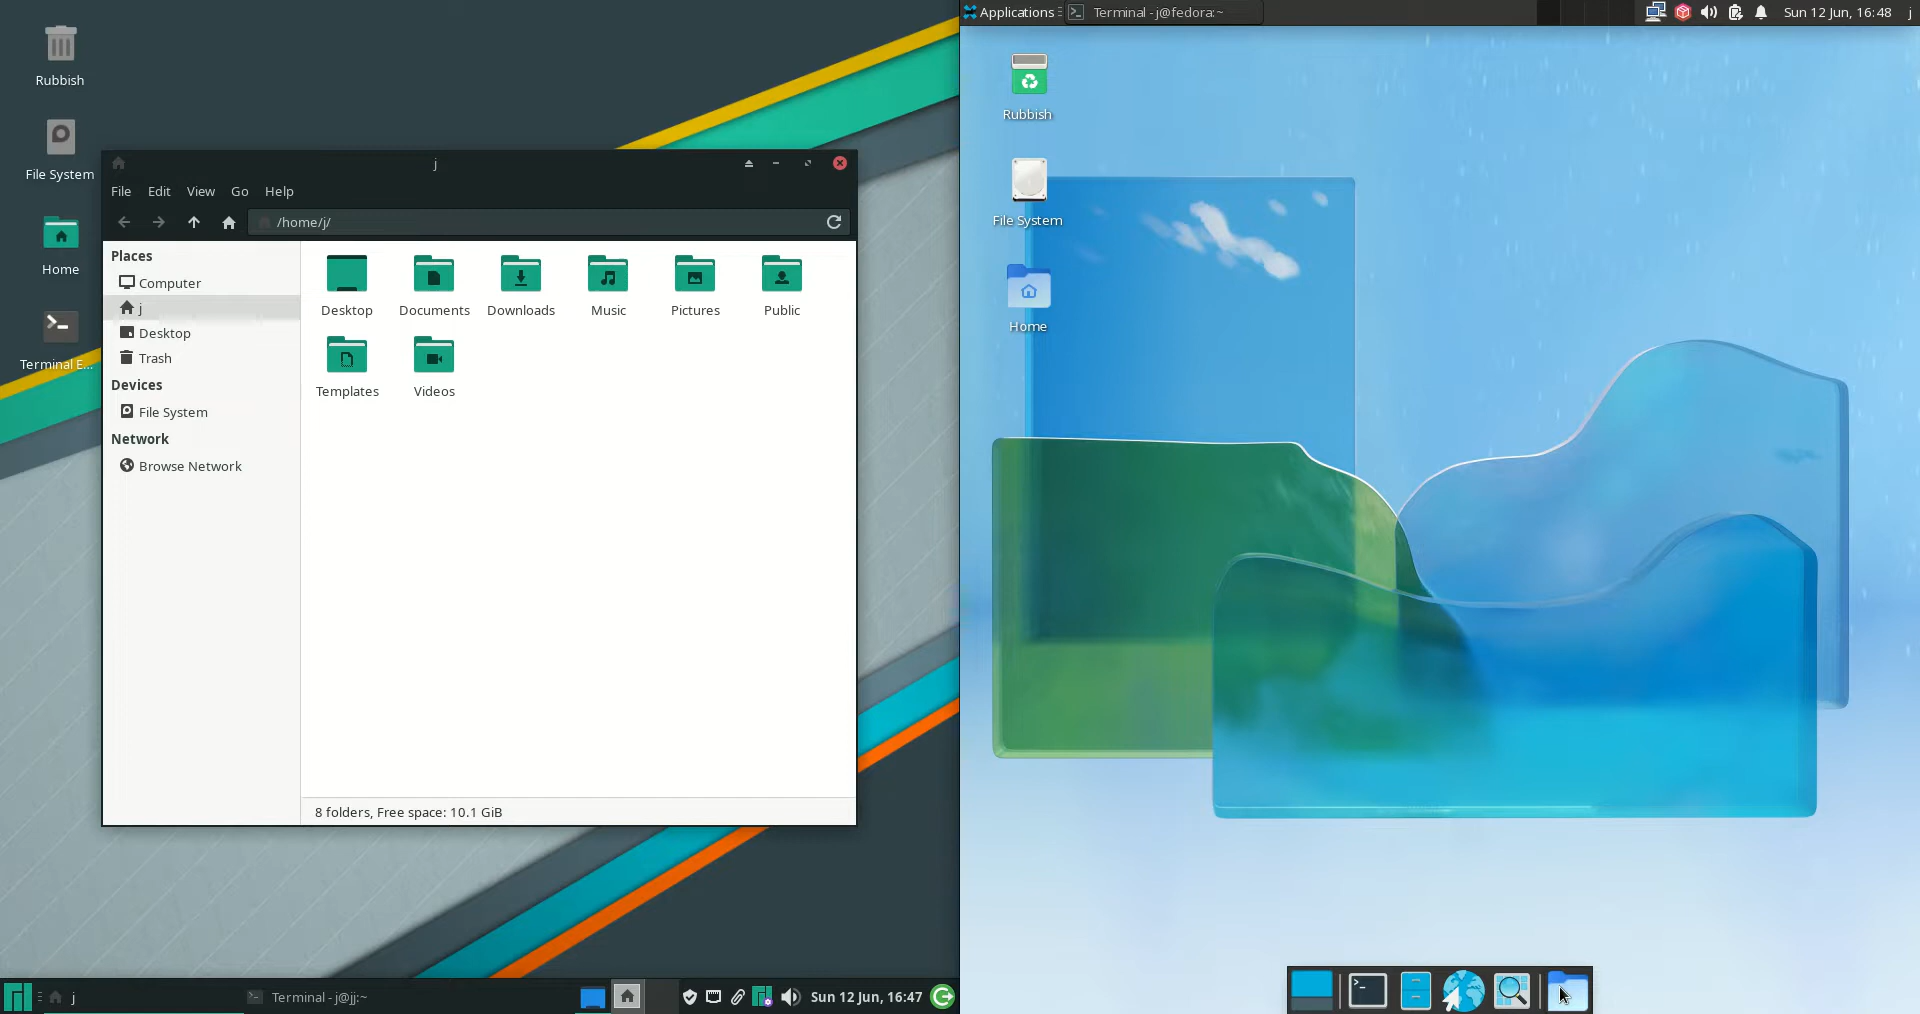 Rubbish
File System
Home
Terminal E...
j
File Edit View Go Help
/home/j/
Places
Computer
j
Desktop
Trash
Devices
File System
Network
Browse Network
Desktop Documents Downloads Music Pictures Public
Templates Videos
8 folders, Free space: 10.1 GiB
j Terminal - j@jj:~ Sun 12 Jun, 16:47
Applications Terminal - j@fedora:~ Sun 12 Jun, 16:48 j
Rubbish
File System
Home